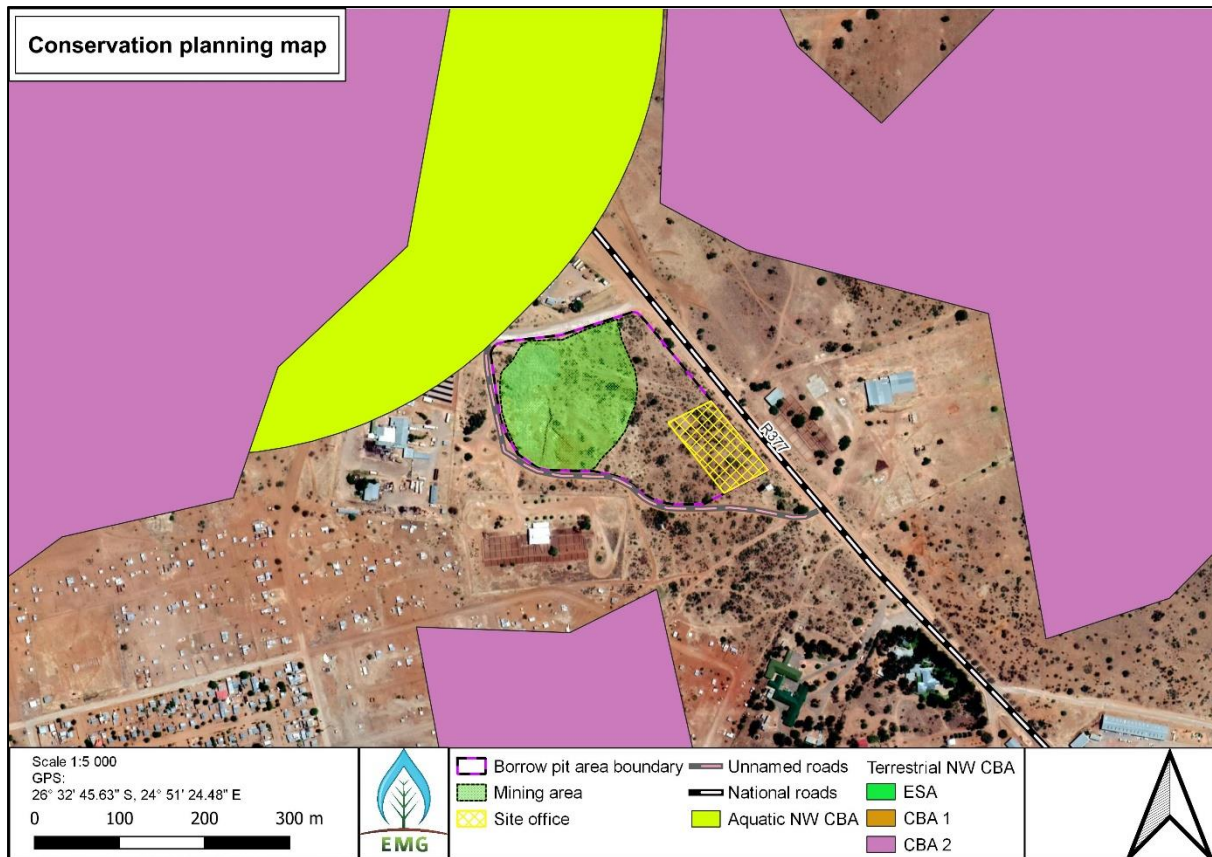 Conservation planning map
R377
Scale 1:5 000
GPS:
26° 32' 45.63" S, 24° 51' 24.48" E
0 100 200 300 m
EMG
Borrow pit area boundary
Mining area
Site office
Unnamed roads
National roads
Aquatic NW CBA
Terrestrial NW CBA
ESA
CBA 1
CBA 2